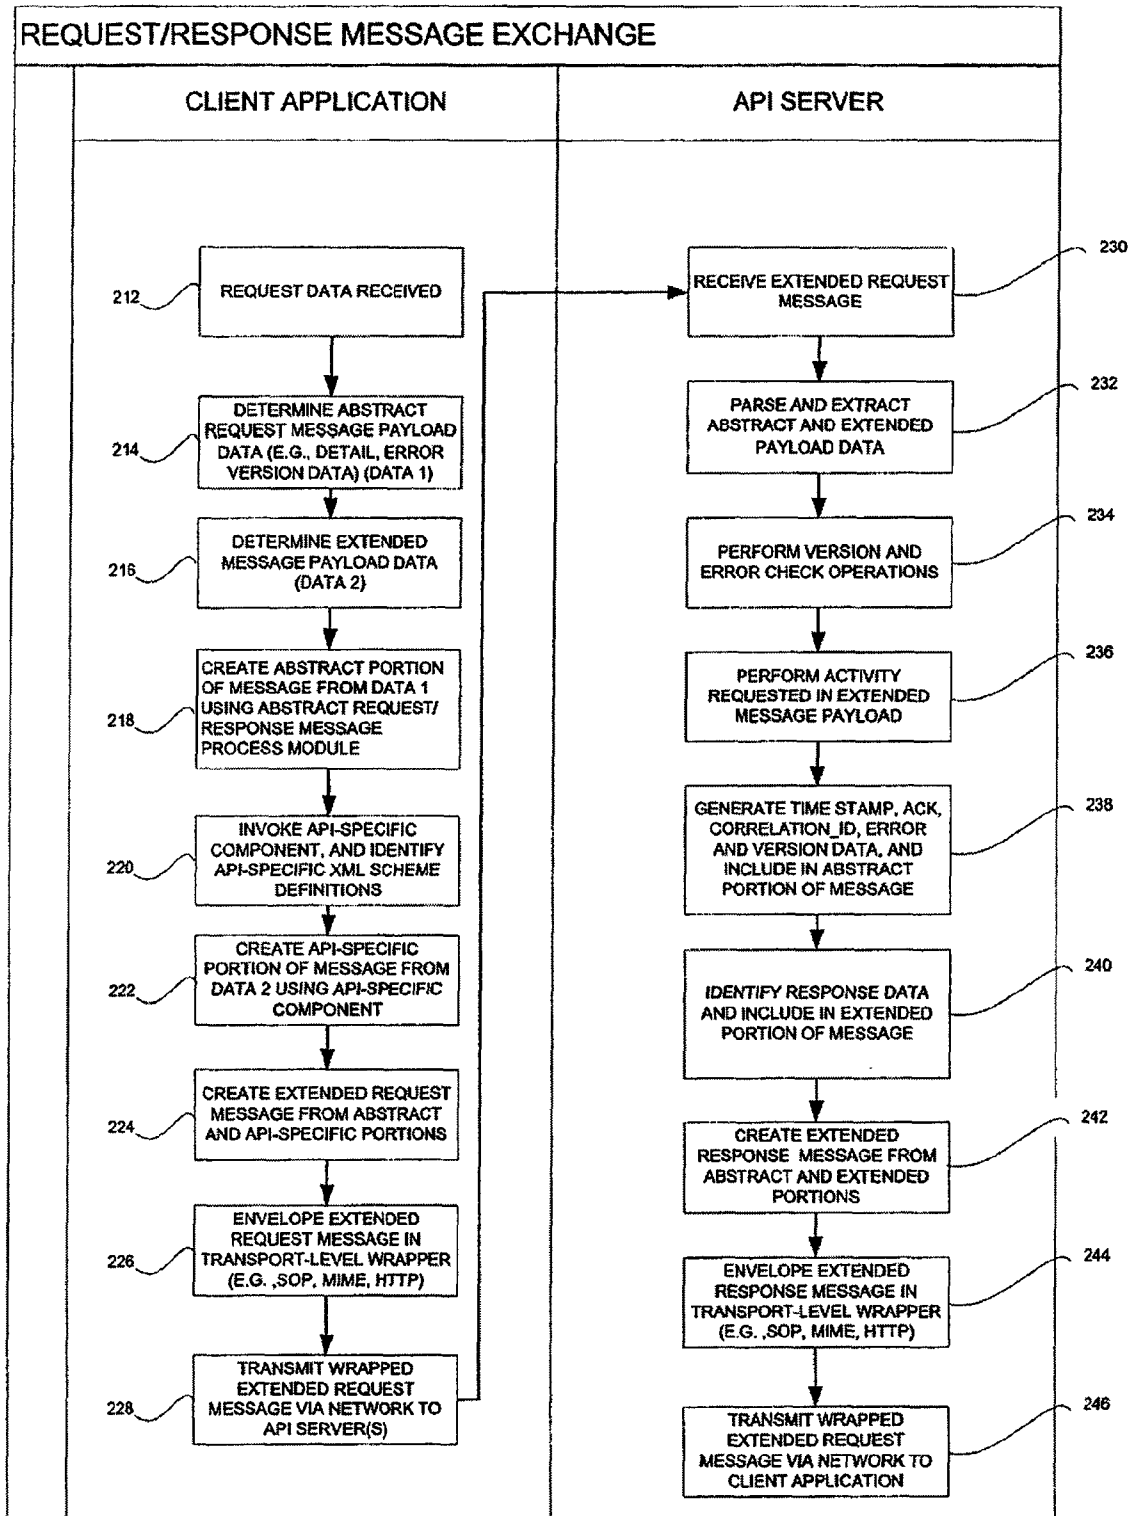 REQUEST/RESPONSE MESSAGE EXCHANGE
CLIENT APPLICATION
212
REQUEST DATA RECEIVED
214
DETERMINE ABSTRACT
REQUEST MESSAGE PAYLOAD
DATA (E.G., DETAIL, ERROR
VERSION DATA) (DATA 1)
216
DETERMINE EXTENDED
MESSAGE PAYLOAD DATA
(DATA 2)
218
CREATE ABSTRACT PORTION
OF MESSAGE FROM DATA 1
USING ABSTRACT REQUEST/
RESPONSE MESSAGE
PROCESS MODULE
220
INVOKE API-SPECIFIC
COMPONENT, AND IDENTIFY
API-SPECIFIC XML SCHEME
DEFINITIONS
222
CREATE API-SPECIFIC
PORTION OF MESSAGE FROM
DATA 2 USING API-SPECIFIC
COMPONENT
224
CREATE EXTENDED REQUEST
MESSAGE FROM ABSTRACT
AND API-SPECIFIC PORTIONS
226
ENVELOPE EXTENDED
REQUEST MESSAGE IN
TRANSPORT-LEVEL WRAPPER
(E.G. ,SOP, MIME, HTTP)
228
TRANSMIT WRAPPED
EXTENDED REQUEST
MESSAGE VIA NETWORK TO
API SERVER(S)
API SERVER
230
RECEIVE EXTENDED REQUEST
MESSAGE
232
PARSE AND EXTRACT
ABSTRACT AND EXTENDED
PAYLOAD DATA
234
PERFORM VERSION AND
ERROR CHECK OPERATIONS
236
PERFORM ACTIVITY
REQUESTED IN EXTENDED
MESSAGE PAYLOAD
238
GENERATE TIME STAMP, ACK,
CORRELATION_ID, ERROR
AND VERSION DATA, AND
INCLUDE IN ABSTRACT
PORTION OF MESSAGE
240
IDENTIFY RESPONSE DATA
AND INCLUDE IN EXTENDED
PORTION OF MESSAGE
242
CREATE EXTENDED
RESPONSE MESSAGE FROM
ABSTRACT AND EXTENDED
PORTIONS
244
ENVELOPE EXTENDED
RESPONSE MESSAGE IN
TRANSPORT-LEVEL WRAPPER
(E.G. ,SOP, MIME, HTTP)
246
TRANSMIT WRAPPED
EXTENDED REQUEST
MESSAGE VIA NETWORK TO
CLIENT APPLICATION